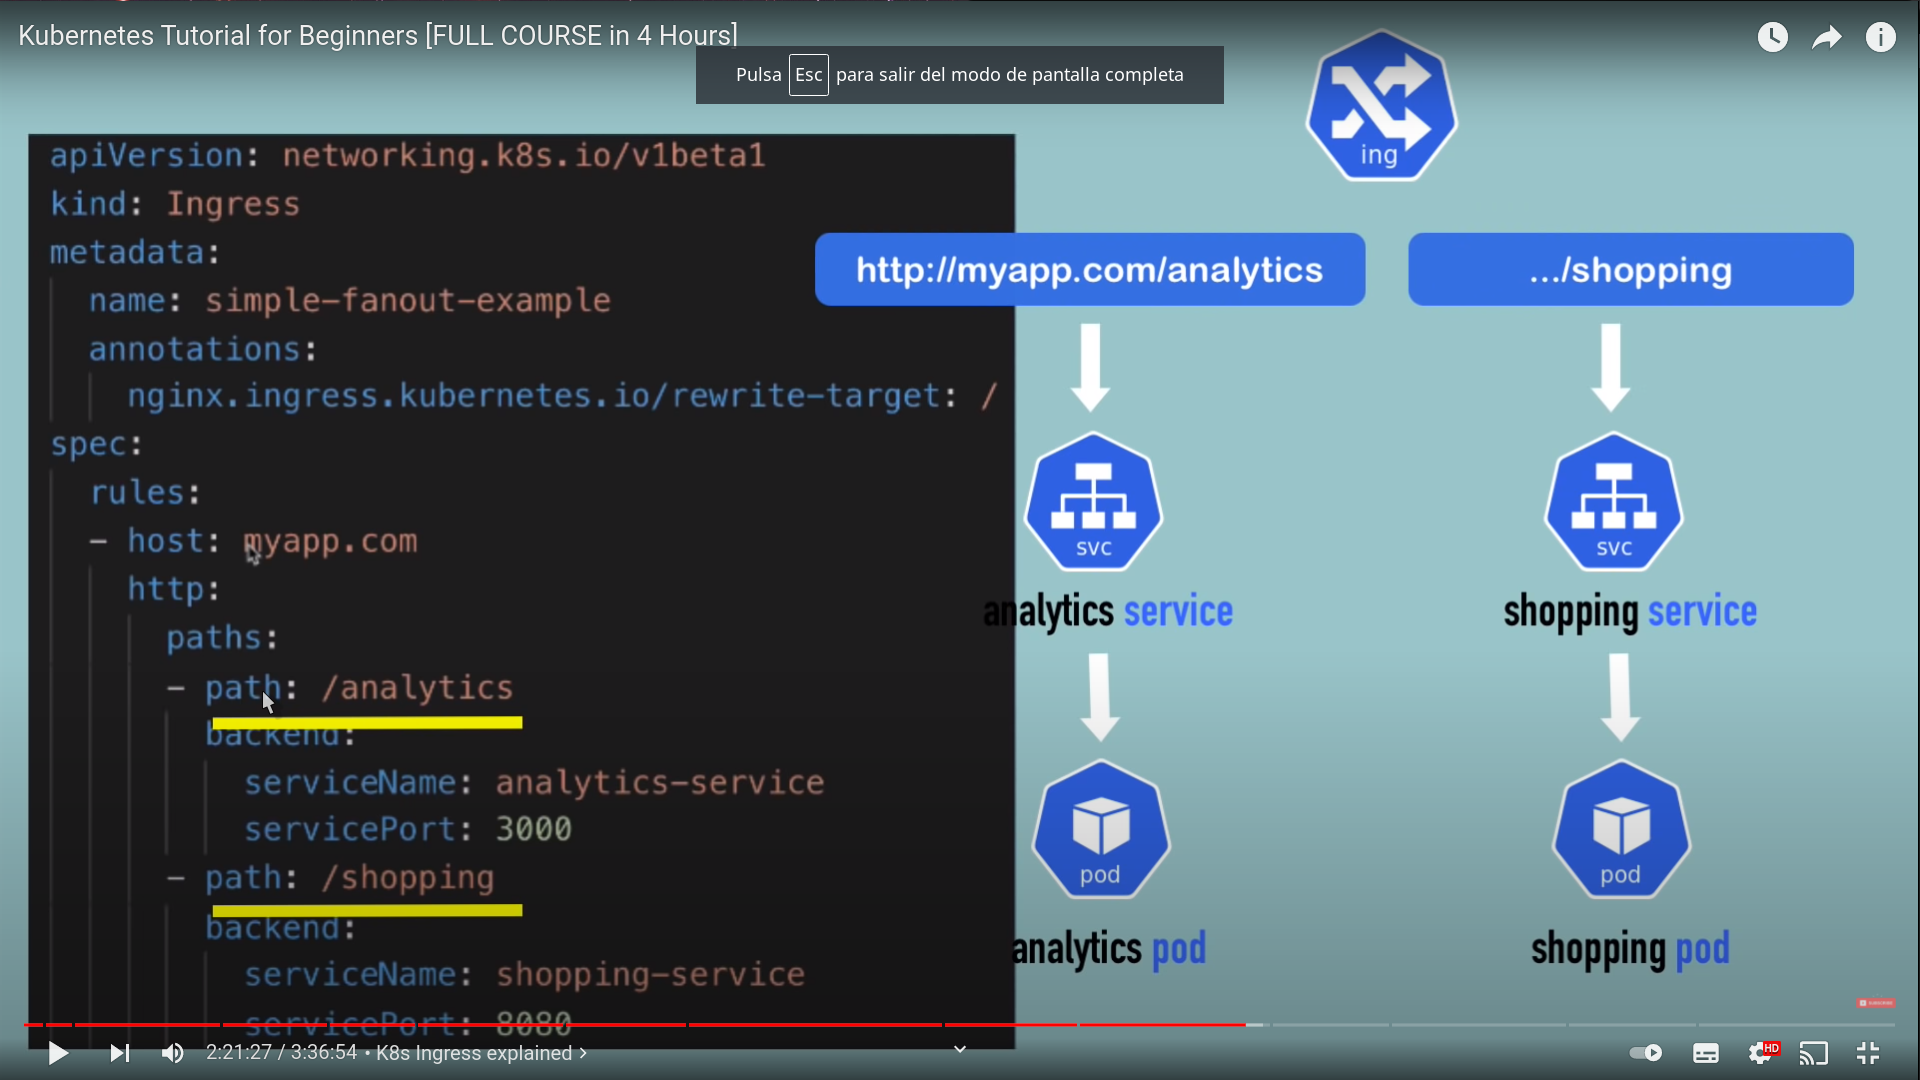 Kubernetes Tutorial for Beginners [FULL COURSE in 4 Hours]
Pulsa Esc para salir del modo de pantalla completa
ing
apiVersion: networking.k8s.io/v1beta1
kind: Ingress
metadata:
name: simple-fanout-example
annotations:
nginx.ingress.kubernetes.io/rewrite-target: /
spec:
rules:
- host: myapp.com
http:
paths:
- path: /analytics
backend:
serviceName: analytics-service
servicePort: 3000
- path: /shopping
backend:
serviceName: shopping-service
servicePort: 8080
http://myapp.com/analytics
.../shopping
svc
svc
analytics service
shopping service
pod
pod
analytics pod
shopping pod
SUBSCRIBE
2:21:27 / 3:36:54 • K8s Ingress explained >
HD